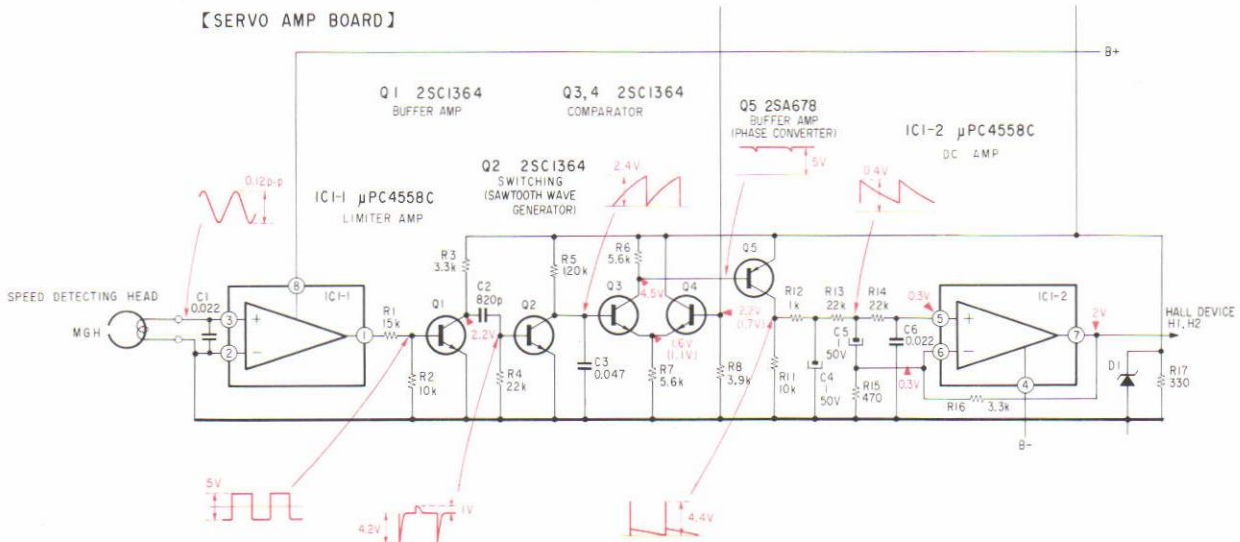 【SERVO AMP BOARD】
B+
Q1 2SC1364
BUFFER AMP
Q3,4 2SC1364
COMPARATOR
Q5 2SA678
BUFFER AMP
(PHASE CONVERTER)
IC1-2 μPC4558C
DC AMP
5V
2.4V
0.4V
Q2 2SC1364
SWITCHING
(SAWTOOTH WAVE
GENERATOR)
0.12p-p
IC1-1 μPC4558C
LIMITER AMP
R3
3.3k
R5
120k
R6
5.6k
Q5
8
IC1-1
C2
820p
Q1
Q2
Q3
Q4
4.5V
R12
1k
R13
22k
R14
22k
0.3V
IC1-2
SPEED DETECTING HEAD
MGH
C1
0.022
3
+
2
−
1
R1
15k
2.2V
2.2V
(1.7V)
1.6V
(1.1V)
5
+
6
−
7
2V
HALL DEVICE
H1,H2
C5
1
50V
C6
0.022
R2
10k
R4
22k
C3
0.047
R7
5.6k
R8
3.9k
R11
10k
C4
1
50V
R15
470
0.3V
R16 3.3k
4
D1
R17
330
B-
5V
4.2V
1V
4.4V